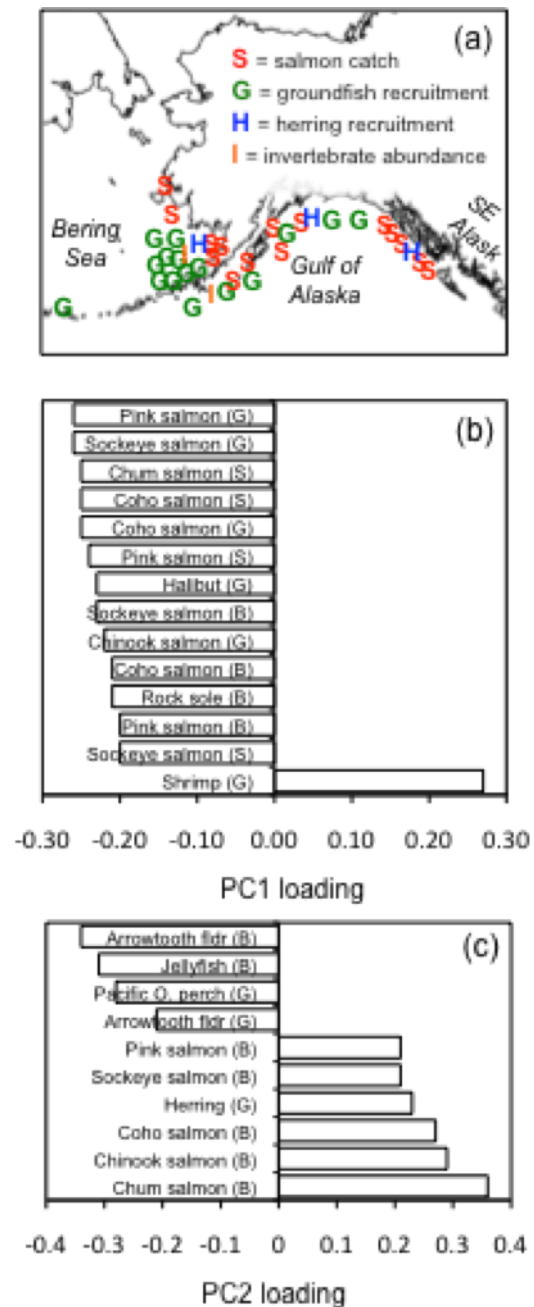 (a)
S = salmon catch
G = groundfish recruitment
H = herring recruitment
I = invertebrate abundance
Bering
Sea
Gulf of
Alaska
SE
Alask
S
S
G G H S S
G G I S
G G G G
G G G
G
G
I G S G
S
S G S H G G
S
S S S H S S
(b)
Pink salmon (G)
Sockeye salmon (G)
Chum salmon (S)
Coho salmon (S)
Coho salmon (G)
Pink salmon (S)
Halibut (G)
Sockeye salmon (B)
Chinook salmon (G)
Coho salmon (B)
Rock sole (B)
Pink salmon (B)
Sockeye salmon (S)
Shrimp (G)
-0.30 -0.20 -0.10 0.00 0.10 0.20 0.30
PC1 loading
(c)
Arrowtooth fldr (B)
Jellyfish (B)
Pacific O. perch (G)
Arrowtooth fldr (G)
Pink salmon (B)
Sockeye salmon (B)
Herring (G)
Coho salmon (B)
Chinook salmon (B)
Chum salmon (B)
-0.4 -0.3 -0.2 -0.1 0 0.1 0.2 0.3 0.4
PC2 loading